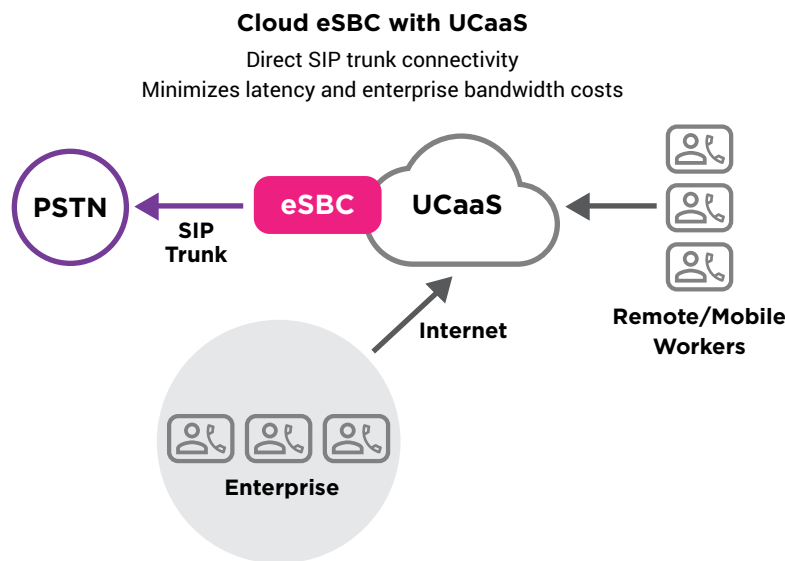 Cloud eSBC with UCaaS
Direct SIP trunk connectivity
Minimizes latency and enterprise bandwidth costs
PSTN
SIP
Trunk
eSBC
UCaaS
Remote/Mobile
Workers
Internet
Enterprise